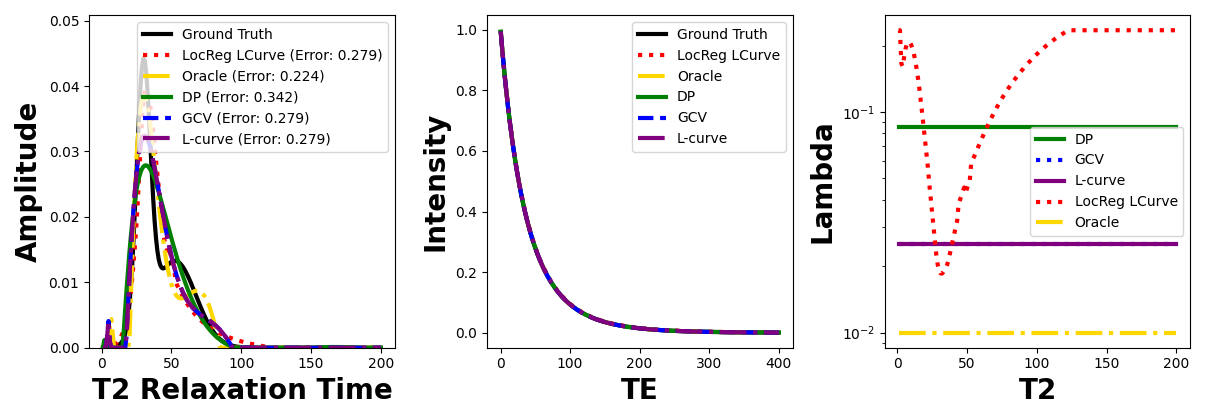 Amplitude
0.05
0.04
0.03
0.02
0.01
0.00
Ground Truth
LocReg LCurve (Error: 0.279)
Oracle (Error: 0.224)
DP (Error: 0.342)
GCV (Error: 0.279)
L-curve (Error: 0.279)
0 50 100 150 200
T2 Relaxation Time
Intensity
1.0
0.8
0.6
0.4
0.2
0.0
Ground Truth
LocReg LCurve
Oracle
DP
GCV
L-curve
0 100 200 300 400
TE
Lambda
10⁻¹
10⁻²
DP
GCV
L-curve
LocReg LCurve
Oracle
0 50 100 150 200
T2